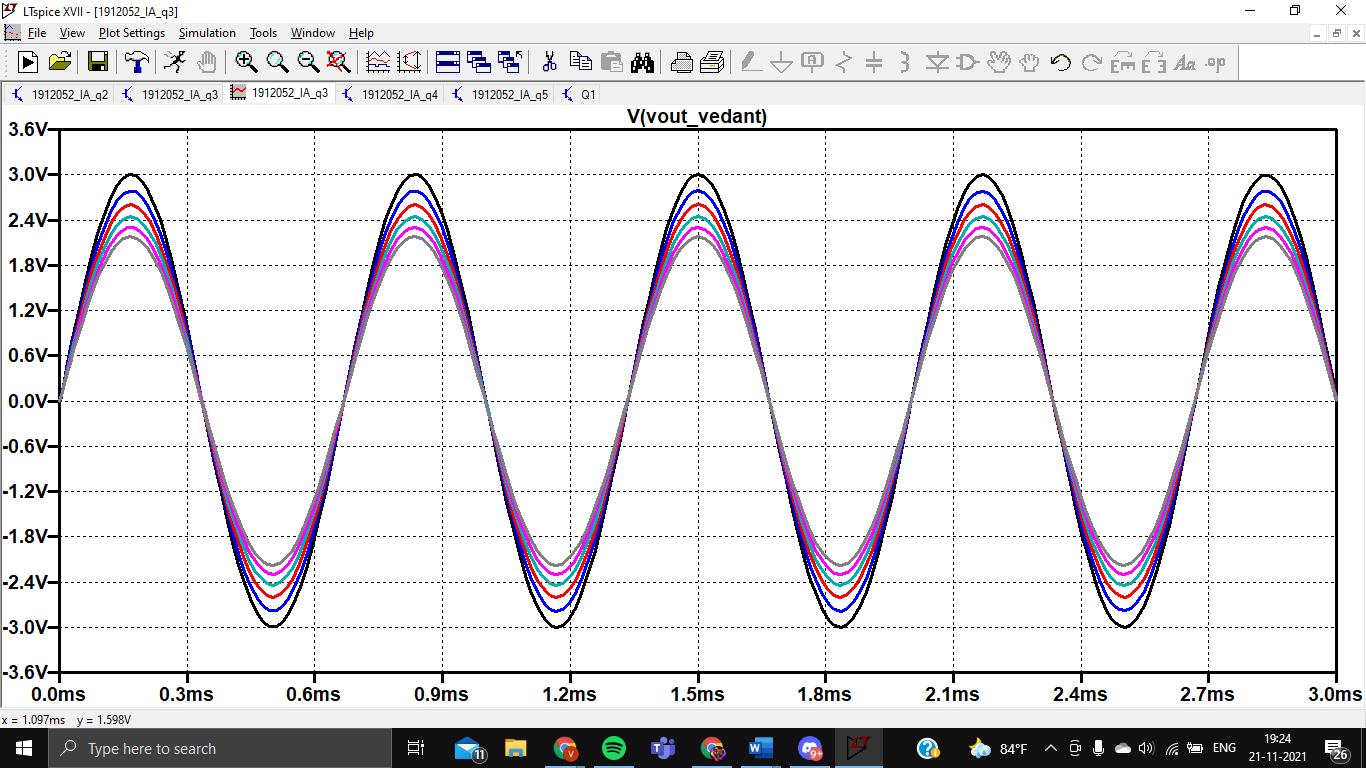 LTspice XVII - [1912052_IA_q3]
File View Plot Settings Simulation Tools Window Help
.op
1912052_IA_q2 1912052_IA_q3 1912052_IA_q3 1912052_IA_q4 1912052_IA_q5 Q1
V(vout_vedant)
3.6V
3.0V
2.4V
1.8V
1.2V
0.6V
0.0V
-0.6V
-1.2V
-1.8V
-2.4V
-3.0V
-3.6V
0.0ms 0.3ms 0.6ms 0.9ms 1.2ms 1.5ms 1.8ms 2.1ms 2.4ms 2.7ms 3.0ms
x = 1.097ms y = 1.598V
Type here to search 11 V 9+ 84°F ENG 19:24
21-11-2021 26